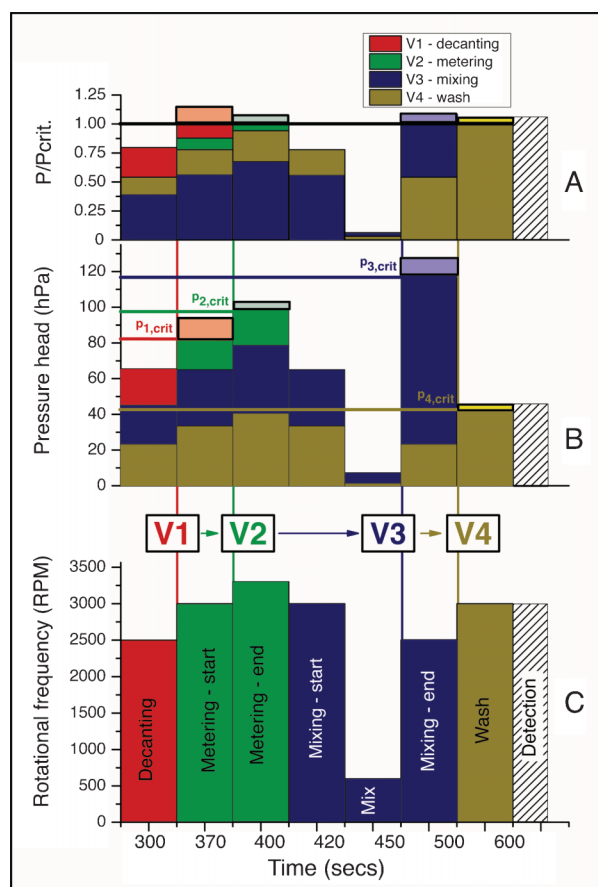 V1 - decanting
V2 - metering
V3 - mixing
V4 - wash
P/Pcrit.
1.25
1.00
0.75
0.50
0.25
0
A
Pressure head (hPa)
120
100
80
60
40
20
0
p1,crit
p2,crit
p3,crit
p4,crit
B
V1
V2
V3
V4
Rotational frequency (RPM)
3500
3000
2500
2000
1500
1000
500
0
Decanting
Metering - start
Metering - end
Mixing - start
Mix
Mixing - end
Wash
Detection
C
300 370 400 420 450 500 600
Time (secs)